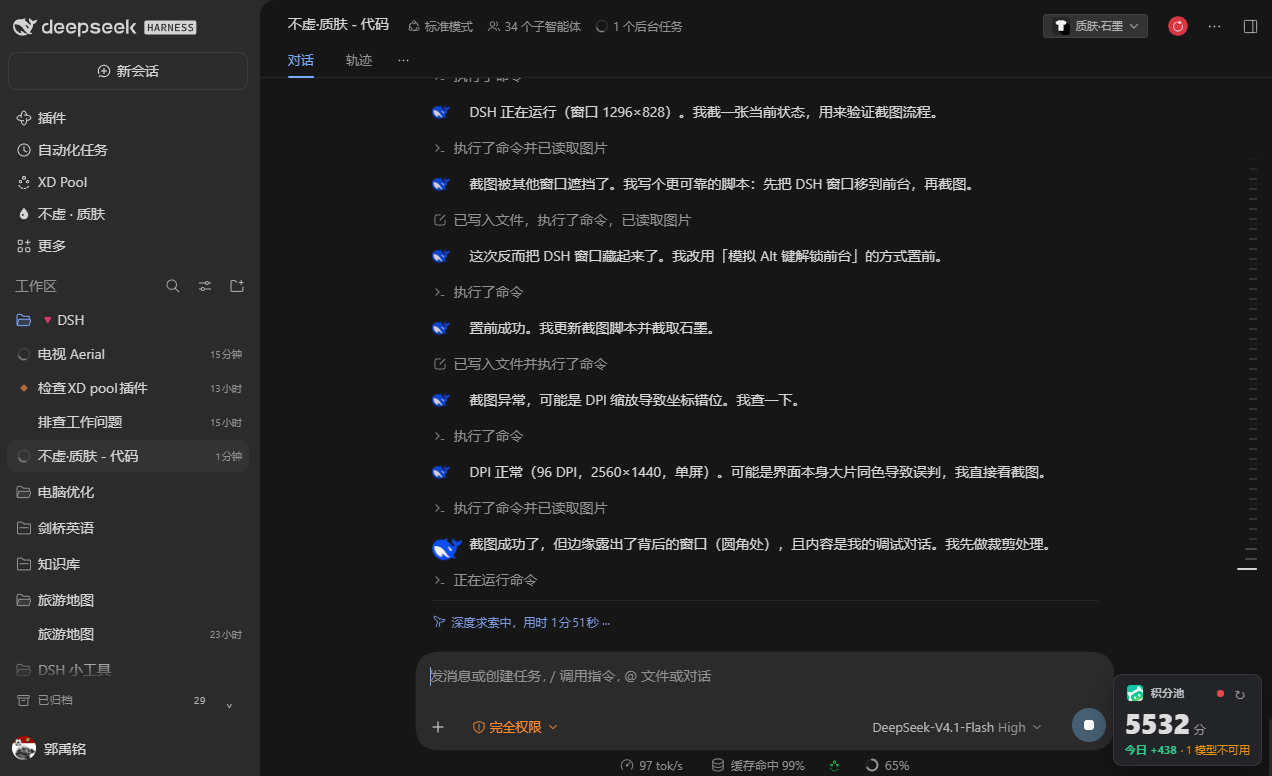 deepseek HARNESS
新会话
插件
自动化任务
XD Pool
不虚 · 质肤
更多
工作区
DSH
电视 Aerial 15分钟
检查XD pool插件 13小时
排查工作问题 15小时
不虚·质肤 - 代码 1分钟
电脑优化
剑桥英语
知识库
旅游地图
旅游地图 23小时
DSH 小工具
已归档 29
郭禹铭
不虚·质肤 - 代码 标准模式 34 个子智能体 1 个后台任务
质肤·石墨
对话 轨迹 ···
执行了命令
DSH 正在运行（窗口 1296×828）。我截一张当前状态，用来验证截图流程。
执行了命令并已读取图片
截图被其他窗口遮挡了。我写个更可靠的脚本：先把 DSH 窗口移到前台，再截图。
已写入文件，执行了命令，已读取图片
这次反而把 DSH 窗口藏起来了。我改用「模拟 Alt 键解锁前台」的方式置前。
执行了命令
置前成功。我更新截图脚本并截取石墨。
已写入文件并执行了命令
截图异常，可能是 DPI 缩放导致坐标错位。我查一下。
执行了命令
DPI 正常（96 DPI，2560×1440，单屏）。可能是界面本身大片同色导致误判，我直接看截图。
执行了命令并已读取图片
截图成功了，但边缘露出了背后的窗口（圆角处），且内容是我的调试对话。我先做裁剪处理。
正在运行命令
深度求索中，用时 1分51秒 ···
发消息或创建任务, / 调用指令, @ 文件或对话
完全权限
DeepSeek-V4.1-Flash High
97 tok/s 缓存命中 99% 65%
积分池
5532 分
今日 +438 · 1 模型不可用